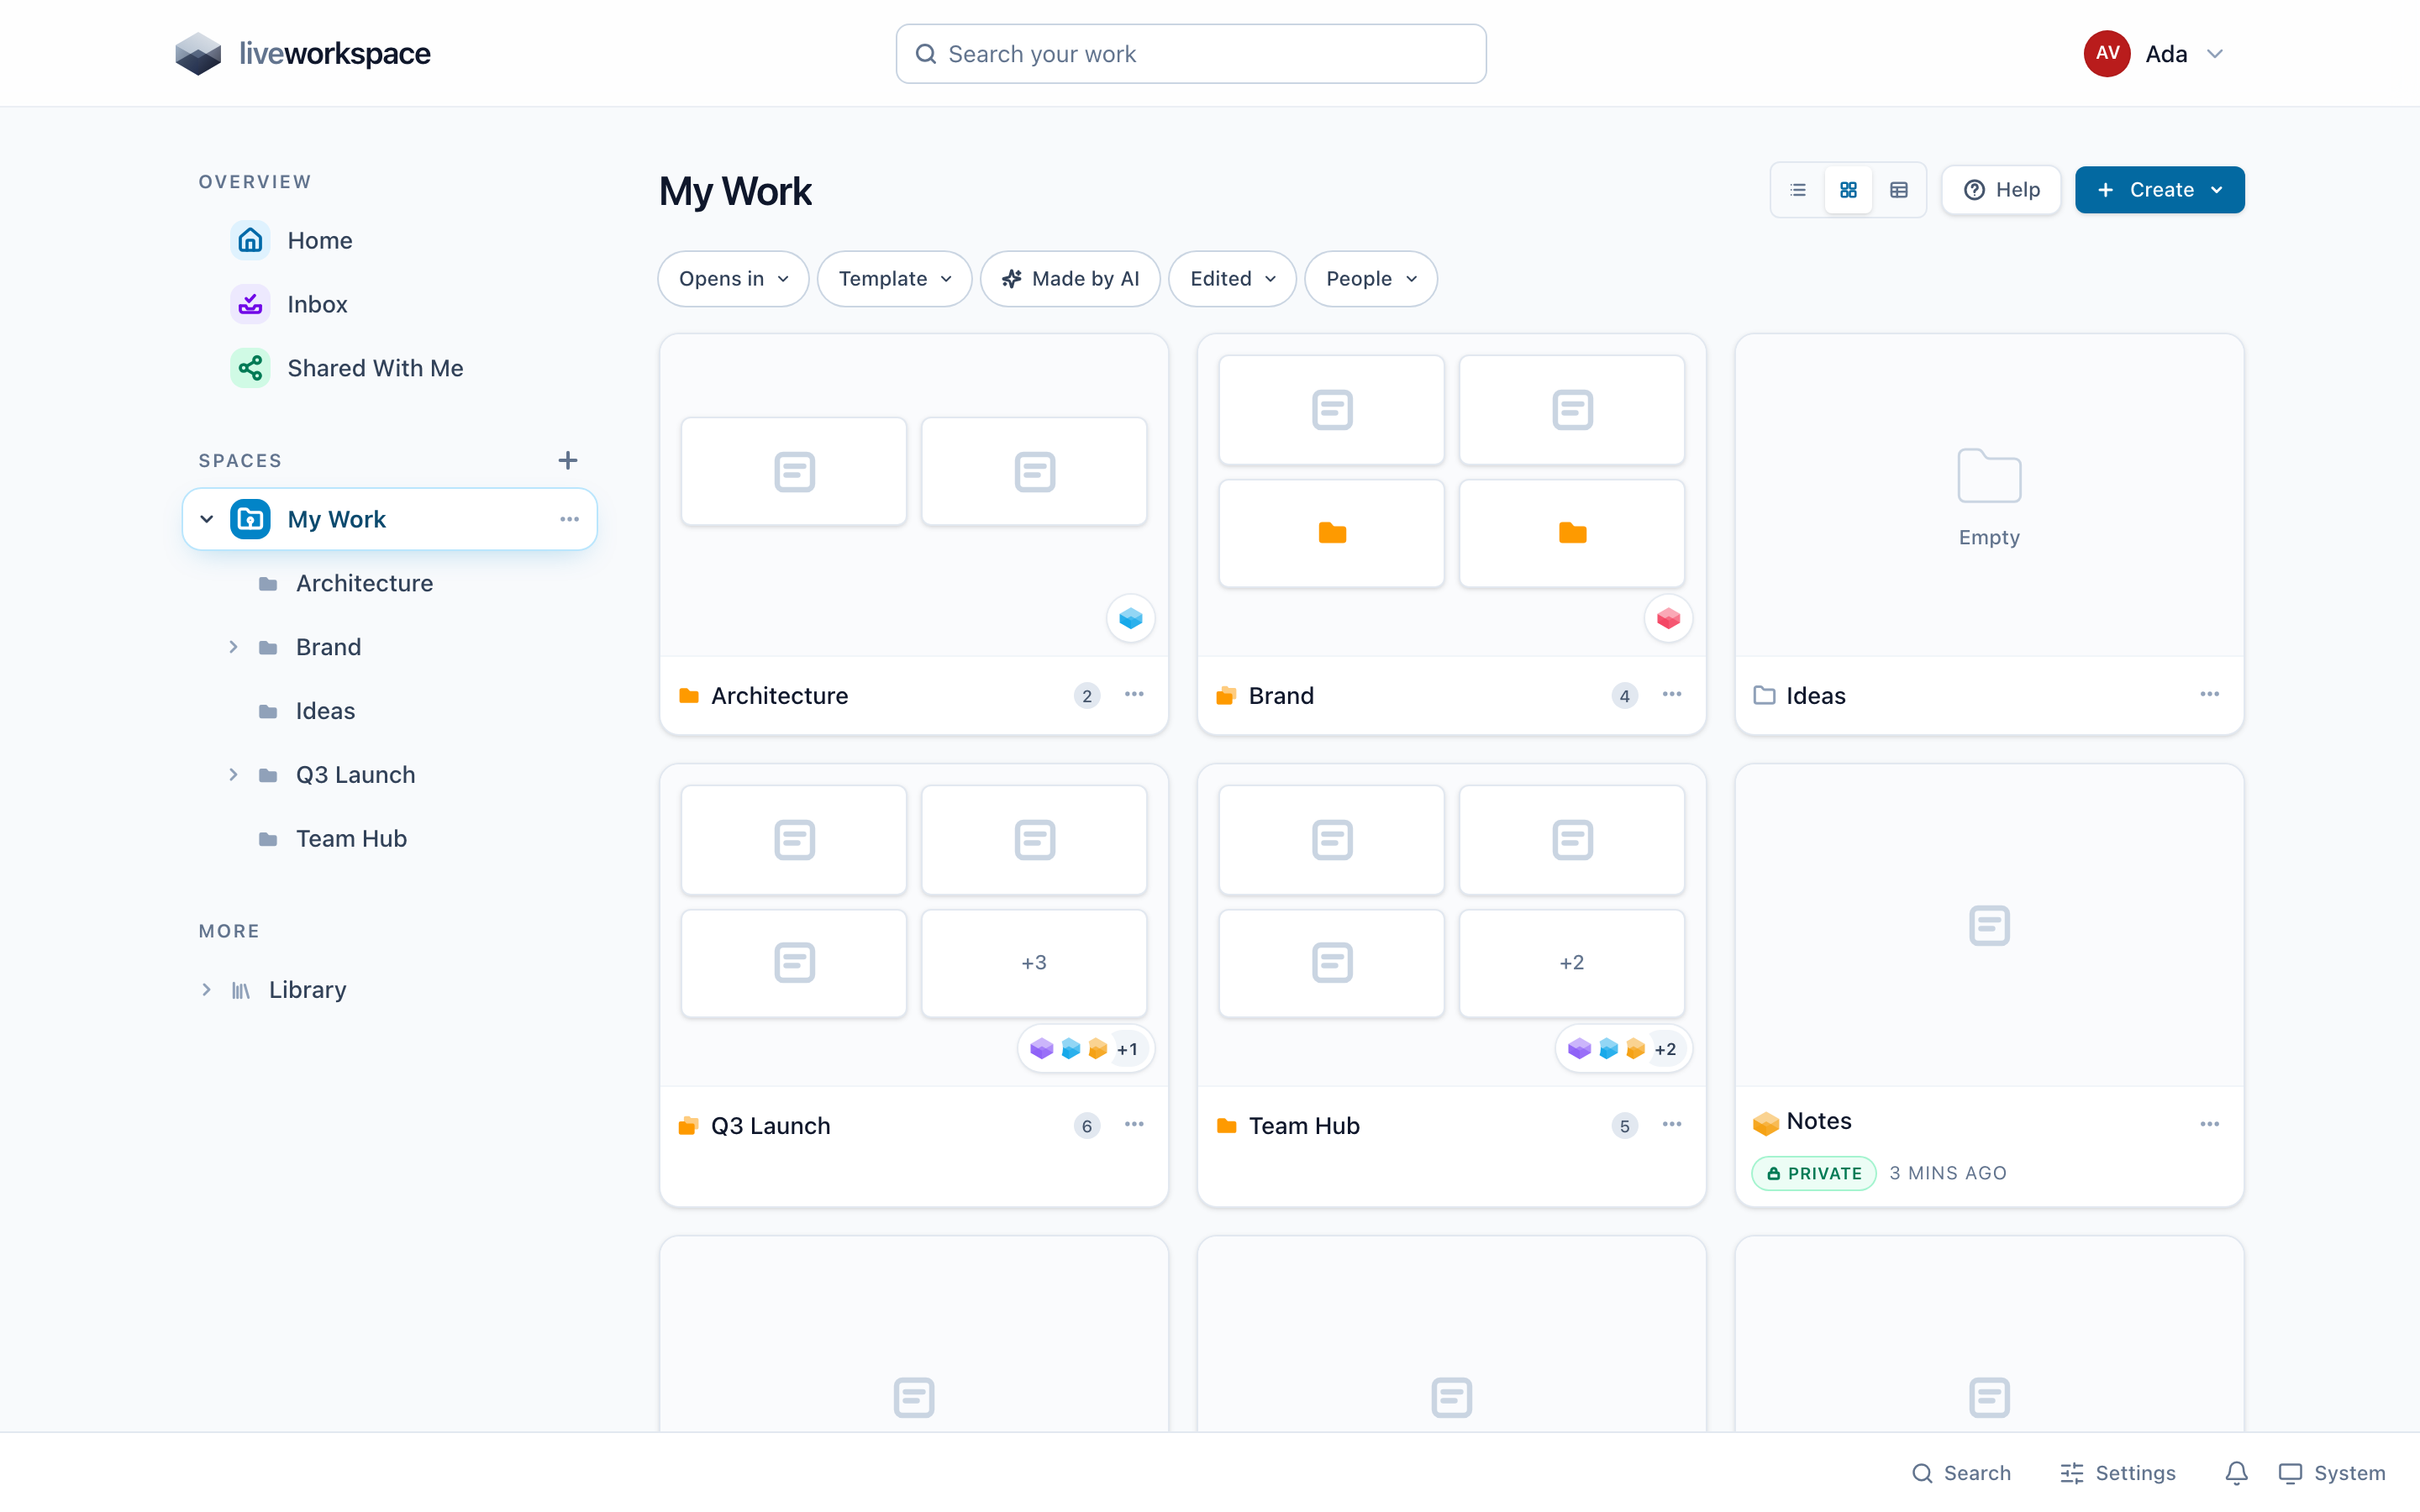 liveworkspace
Search your work
AV
Ada
OVERVIEW
Home
Inbox
Shared With Me
SPACES
My Work
Architecture
Brand
Ideas
Q3 Launch
Team Hub
MORE
Library
My Work
Help
Create
Opens in
Template
Made by AI
Edited
People
Architecture
2
Brand
4
Empty
Ideas
+3
+1
Q3 Launch
6
+2
+2
Team Hub
5
Notes
PRIVATE
3 MINS AGO
Search
Settings
System